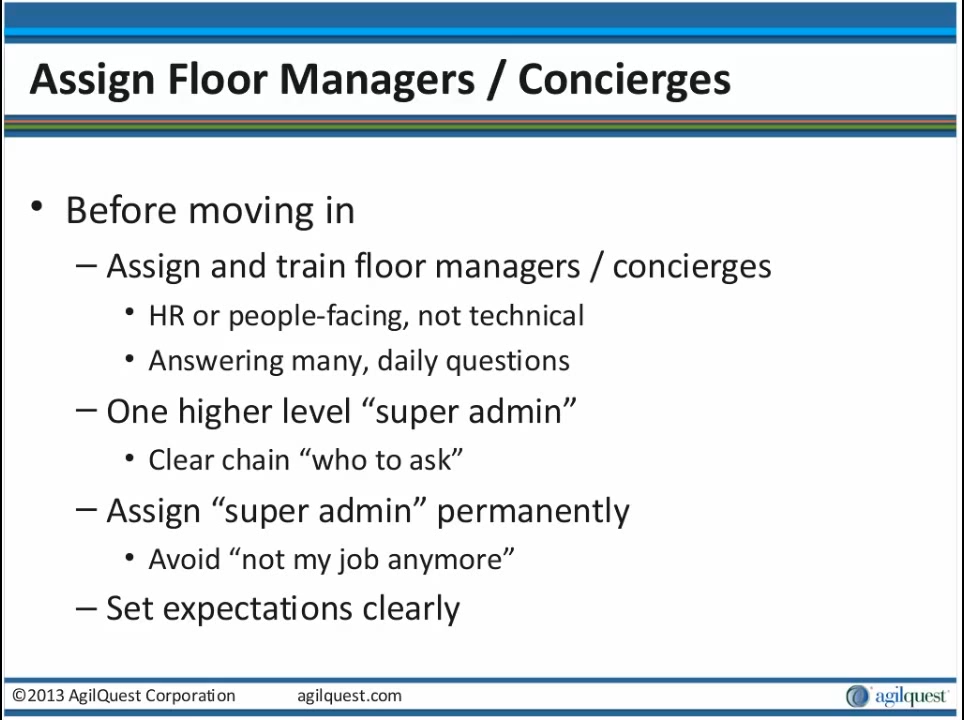 Assign Floor Managers / Concierges
• Before moving in
– Assign and train floor managers / concierges
• HR or people-facing, not technical
• Answering many, daily questions
– One higher level “super admin”
• Clear chain “who to ask”
– Assign “super admin” permanently
• Avoid “not my job anymore”
– Set expectations clearly
©2013 AgilQuest Corporation agilquest.com agilquest